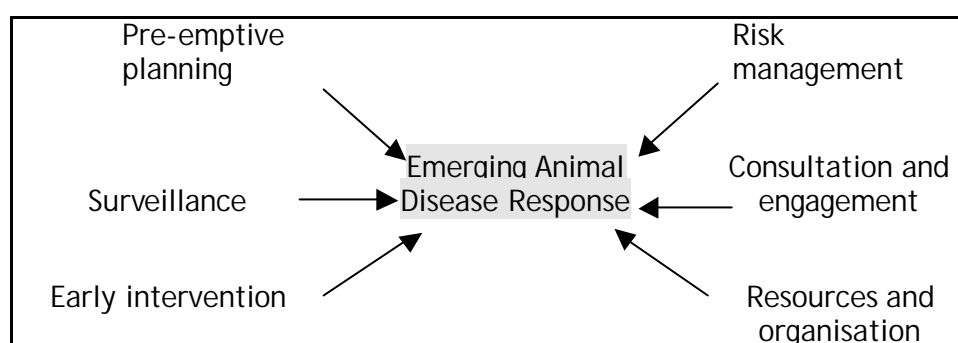 Pre-emptive
planning
Risk
management
Emerging Animal
Disease Response
Surveillance
Consultation and
engagement
Early intervention
Resources and
organisation